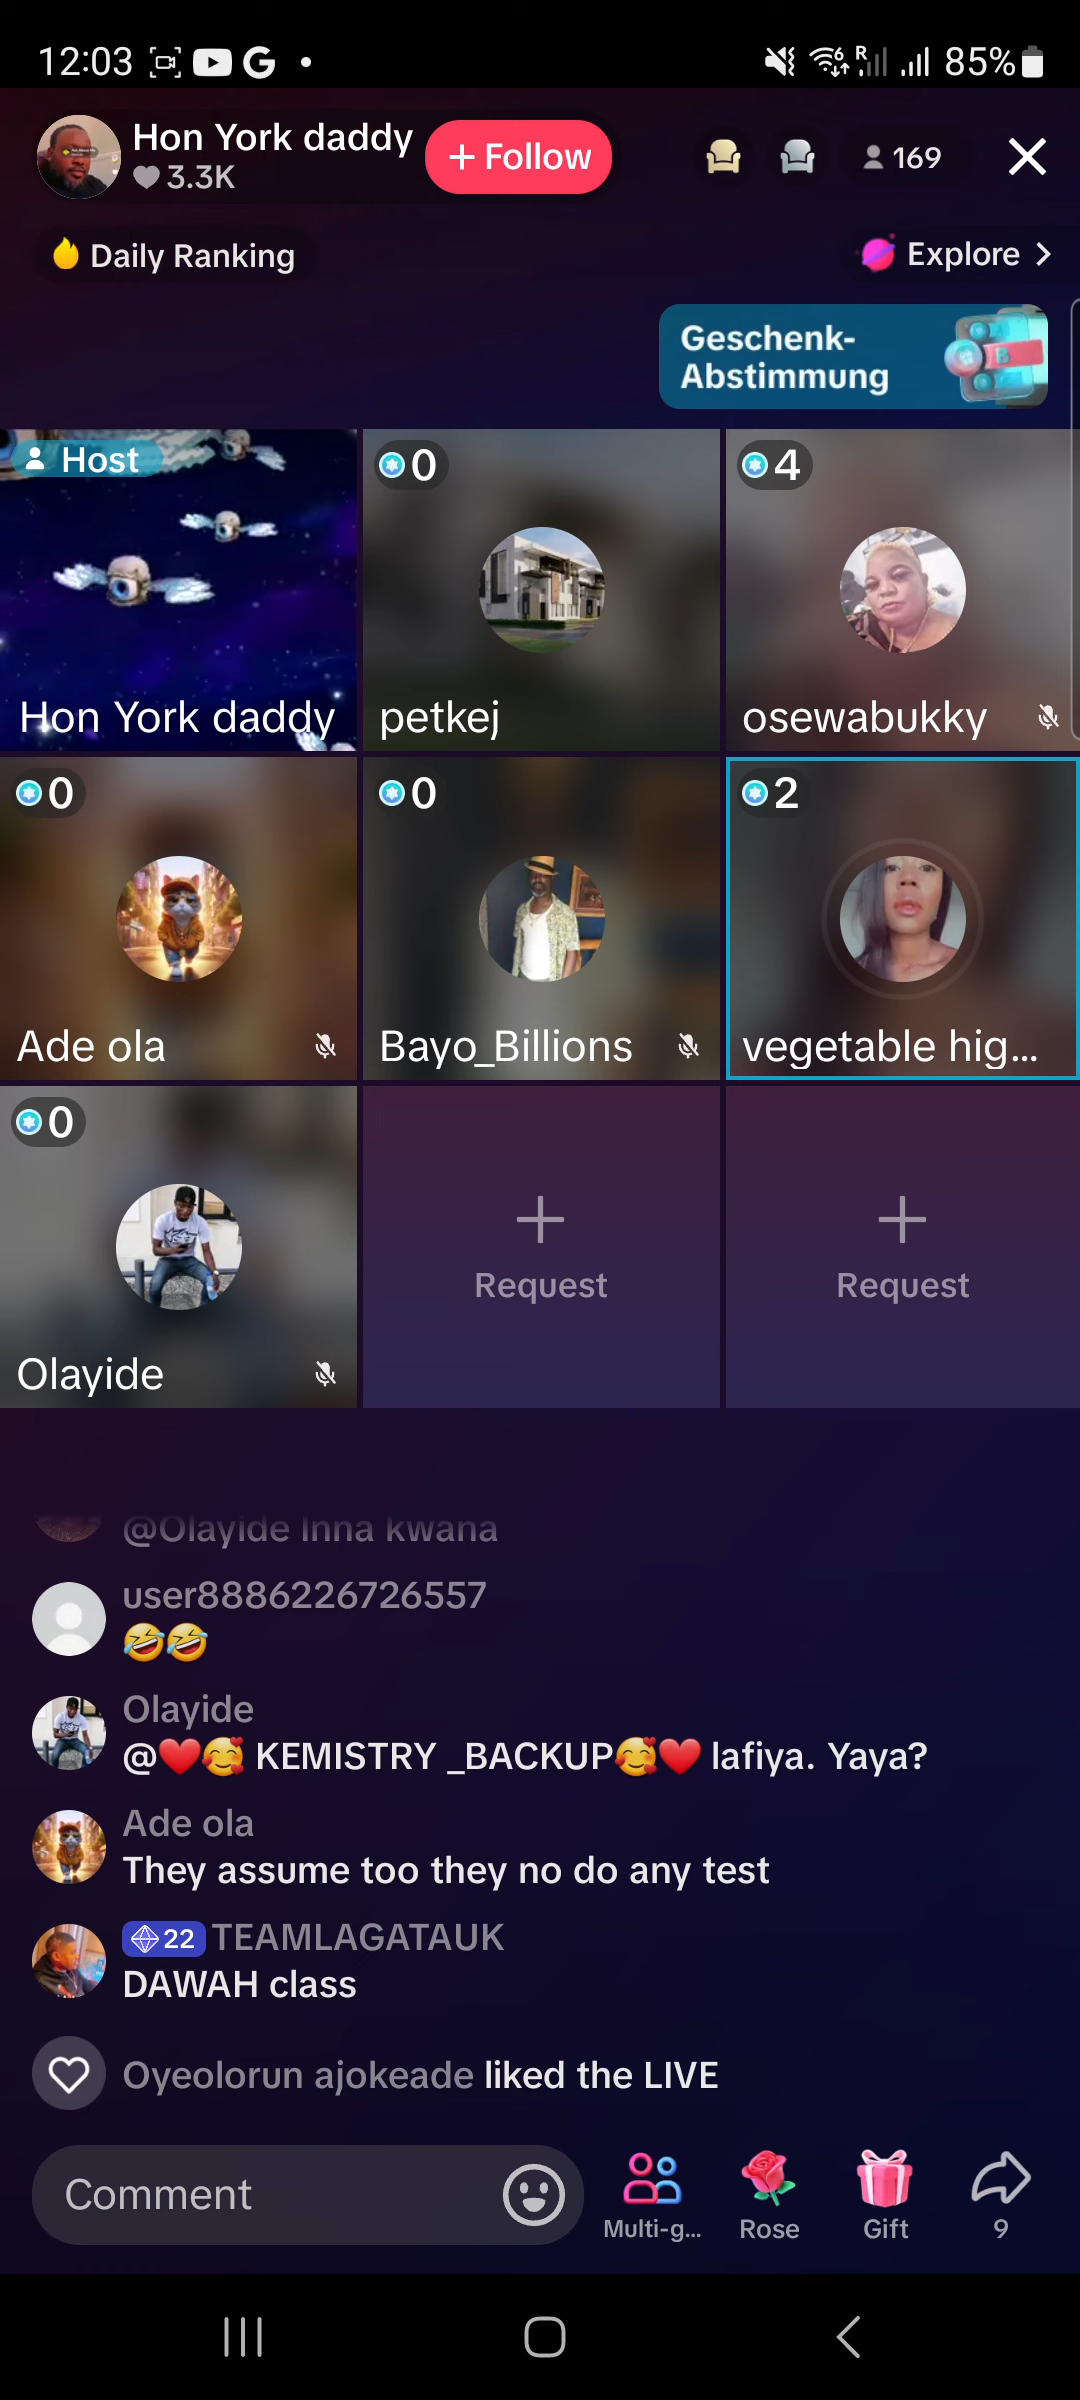 12:03
85%
Hon York daddy
3.3K
+ Follow
169
Daily Ranking
Explore
Geschenk-
Abstimmung
Host
Hon York daddy
0
petkej
4
osewabukky
0
Ade ola
0
Bayo_Billions
2
vegetable hig...
0
Olayide
Request
Request
@Olayide Inna kwana
user8886226726557
🤣🤣
Olayide
@❤️🥰 KEMISTRY _BACKUP🥰❤️ lafiya. Yaya?
Ade ola
They assume too they no do any test
22 TEAMLAGATAUK
DAWAH class
Oyeolorun ajokeade liked the LIVE
Comment
Multi-g...
Rose
Gift
9